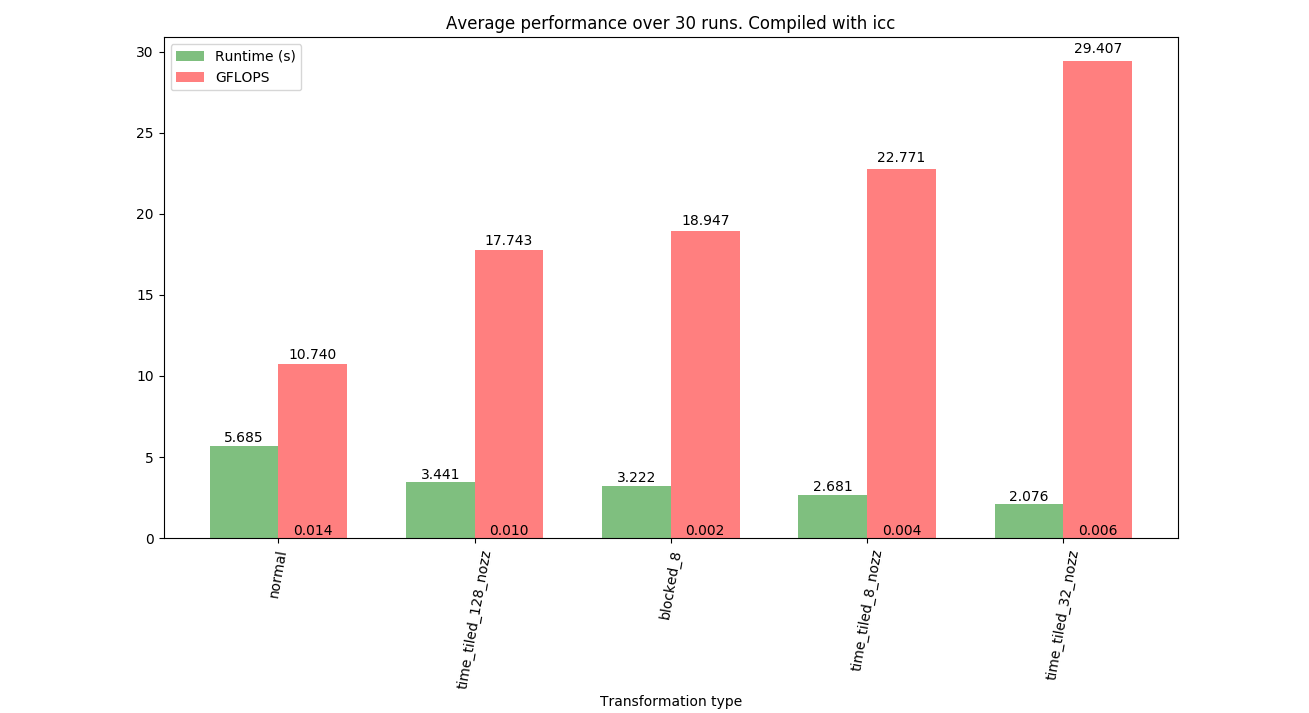 Average performance over 30 runs. Compiled with icc
Runtime (s)
GFLOPS
30
25
20
15
10
5
0
5.685
10.740
0.014
3.441
17.743
0.010
3.222
18.947
0.002
2.681
22.771
0.004
2.076
29.407
0.006
normal
time_tiled_128_nozz
blocked_8
time_tiled_8_nozz
time_tiled_32_nozz
Transformation type